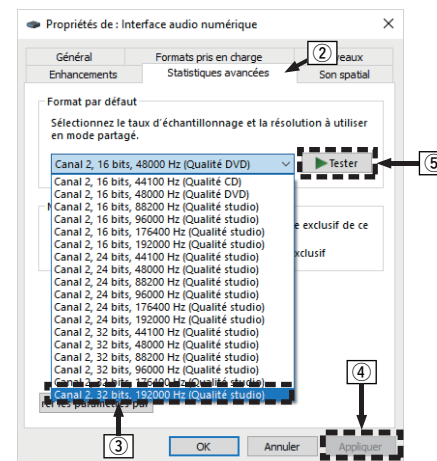 Propriétés de : Interface audio numérique
Général
Formats pris en charge
②
veaux
Enhancements
Statistiques avancées
Son spatial
Format par défaut
Sélectionnez le taux d'échantillonnage et la résolution à utiliser
en mode partagé.
Canal 2, 16 bits, 48000 Hz (Qualité DVD)
Tester
⑤
Canal 2, 16 bits, 44100 Hz (Qualité CD)
Canal 2, 16 bits, 48000 Hz (Qualité DVD)
Canal 2, 16 bits, 88200 Hz (Qualité studio)
Canal 2, 16 bits, 96000 Hz (Qualité studio)
Canal 2, 16 bits, 176400 Hz (Qualité studio)
e exclusif de ce
Canal 2, 16 bits, 192000 Hz (Qualité studio)
Canal 2, 24 bits, 44100 Hz (Qualité studio)
xclusif
Canal 2, 24 bits, 48000 Hz (Qualité studio)
Canal 2, 24 bits, 88200 Hz (Qualité studio)
Canal 2, 24 bits, 96000 Hz (Qualité studio)
Canal 2, 24 bits, 176400 Hz (Qualité studio)
Canal 2, 24 bits, 192000 Hz (Qualité studio)
Canal 2, 32 bits, 44100 Hz (Qualité studio)
Canal 2, 32 bits, 48000 Hz (Qualité studio)
Canal 2, 32 bits, 88200 Hz (Qualité studio)
Canal 2, 32 bits, 96000 Hz (Qualité studio)
Canal 2, 32 bits, 176400 Hz (Qualité studio)
Canal 2, 32 bits, 192000 Hz (Qualité studio)
④
③
OK
Annuler
Appliquer